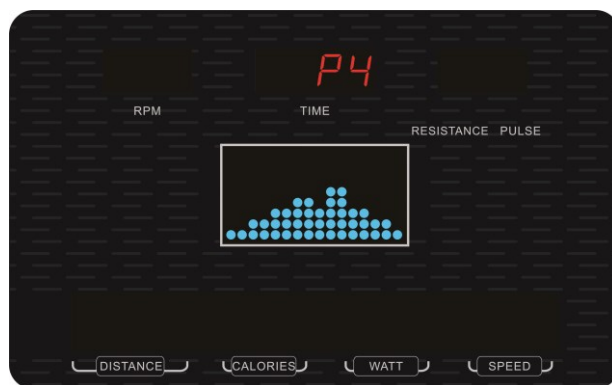 P4
RPM TIME
RESISTANCE PULSE
DISTANCE CALORIES WATT SPEED